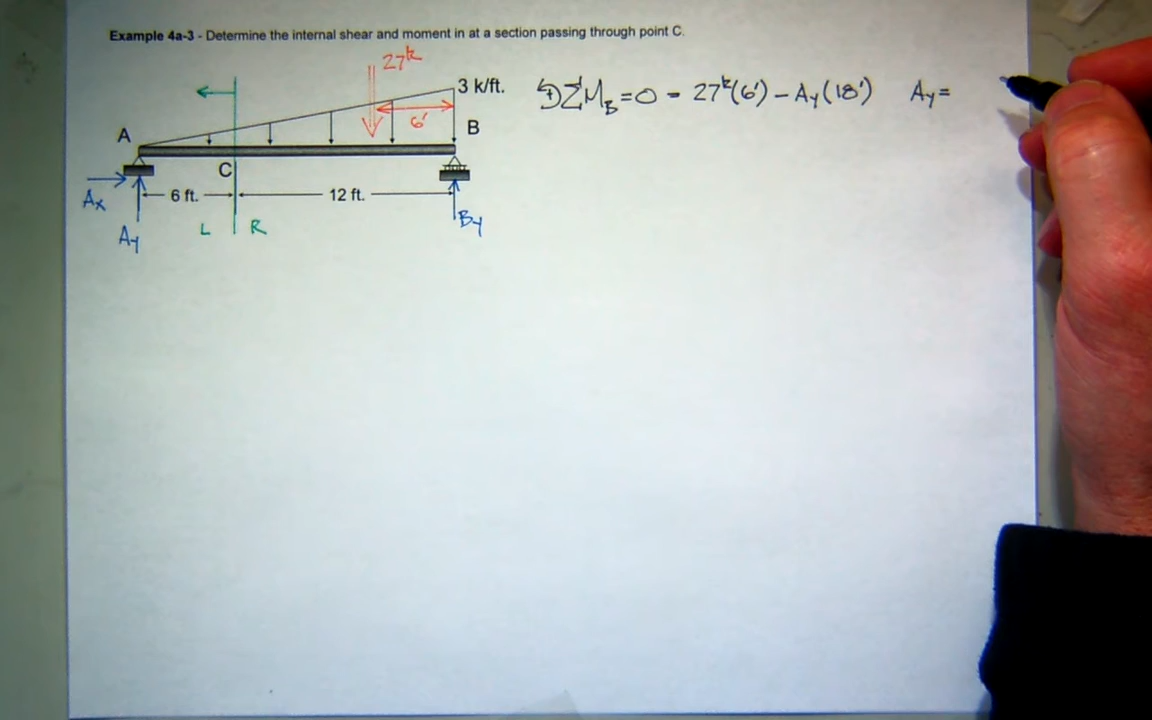 Example 4a-3 - Determine the internal shear and moment in at a section passing through point C.
27k
3 k/ft.
ΣMB=0 = 27k(6') - Ay(18') Ay=
6'
A
B
C
Ax
6 ft.
12 ft.
Ay
L
R
By